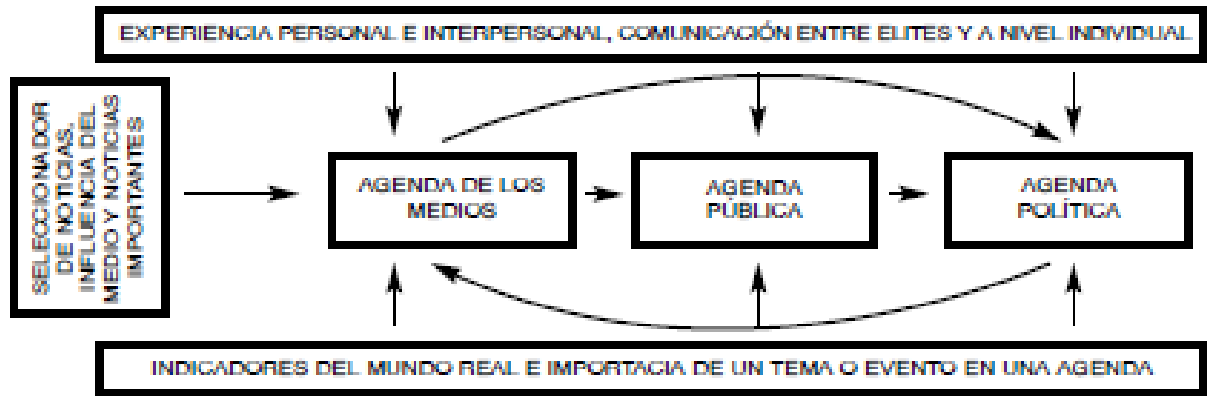 EXPERIENCIA PERSONAL E INTERPERSONAL, COMUNICACIÓN ENTRE ELITES Y A NIVEL INDIVIDUAL
SELECCIONADOR
DE NOTICIAS,
INFLUENCIA DEL
MEDIO Y NOTICIAS
IMPORTANTES
AGENDA DE LOS
MEDIOS
AGENDA
PÚBLICA
AGENDA
POLÍTICA
INDICADORES DEL MUNDO REAL E IMPORTACIA DE UN TEMA O EVENTO EN UNA AGENDA